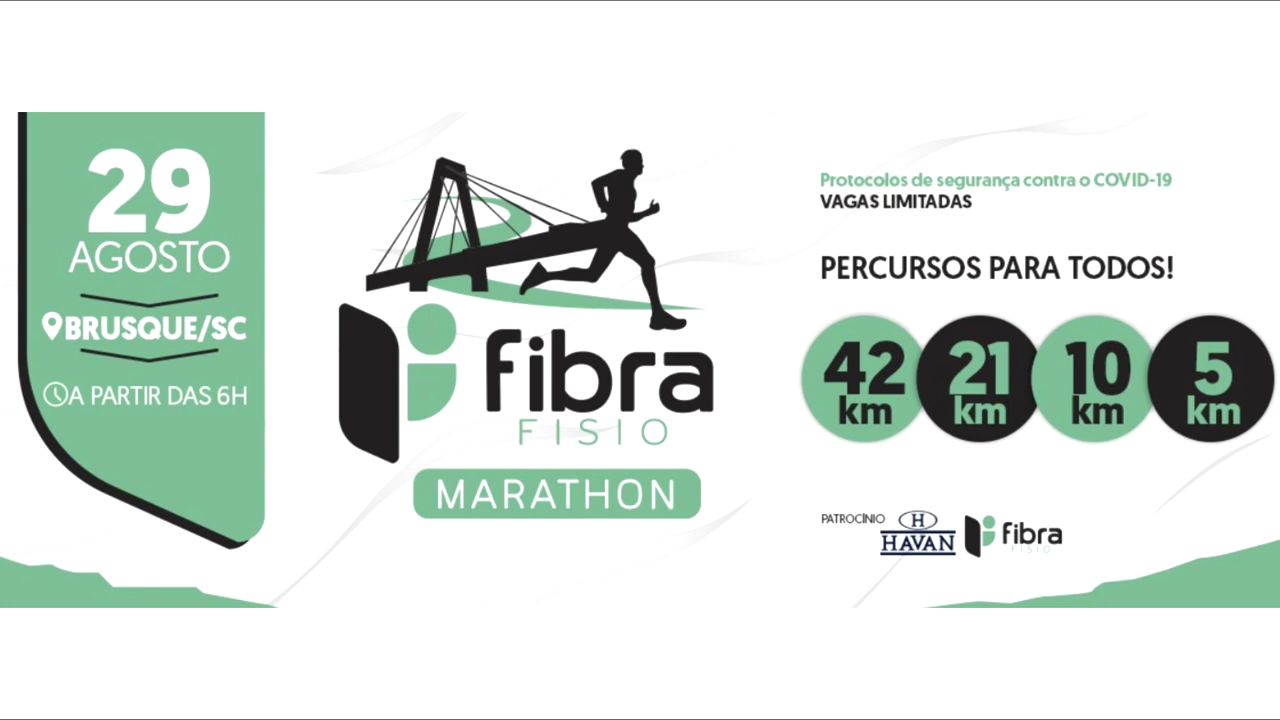 29
AGOSTO
BRUSQUE/SC
A PARTIR DAS 6H
fibra
FISIO
MARATHON
Protocolos de segurança contra o COVID-19
VAGAS LIMITADAS
PERCURSOS PARA TODOS!
42 km
21 km
10 km
5 km
PATROCÍNIO
H
HAVAN
fibra
FISIO